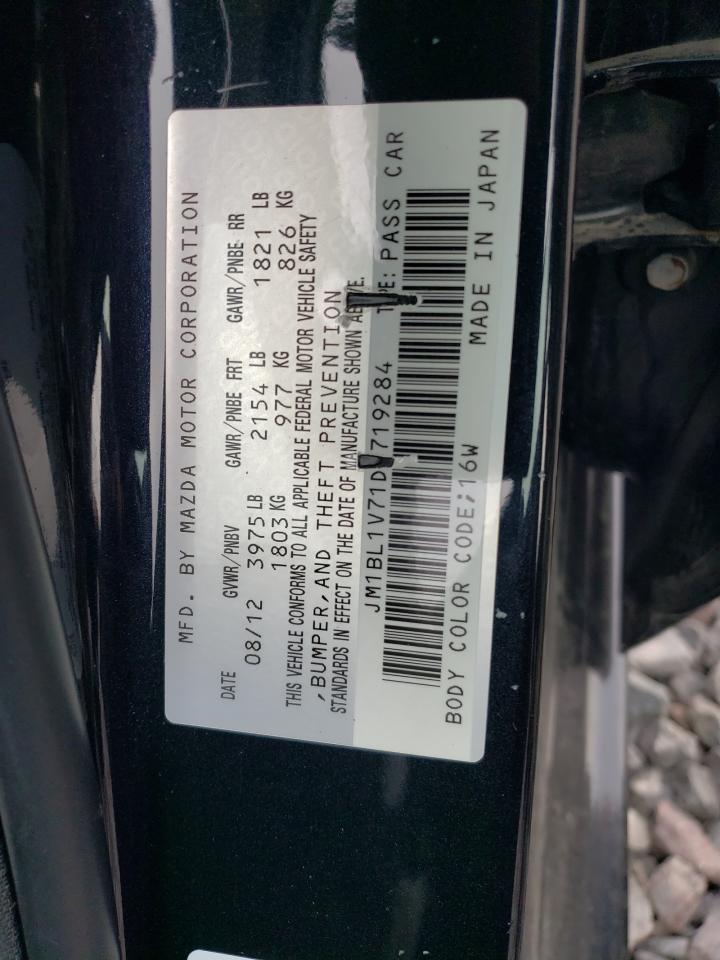 MFD. BY MAZDA MOTOR CORPORATION
DATE GVWR/PNBV GAWR/PNBE FRT GAWR/PNBE RR
08/12 3975 LB 2154 LB 1821 LB
1803 KG 977 KG 826 KG
THIS VEHICLE CONFORMS TO ALL APPLICABLE FEDERAL MOTOR VEHICLE SAFETY
,BUMPER, AND THEFT PREVENTION
STANDARDS IN EFFECT ON THE DATE OF MANUFACTURE SHOWN
JM1BL1V71D 719284 PASS CAR
BODY COLOR CODE;16W MADE IN JAPAN